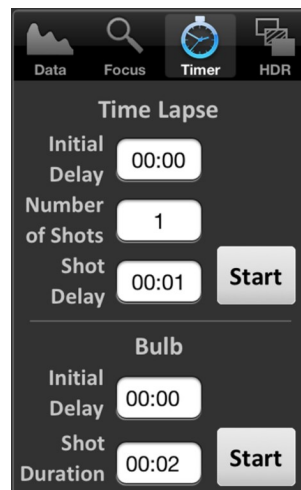 Data Focus Timer HDR
Time Lapse
Initial
Delay 00:00
Number
of Shots 1
Shot
Delay 00:01 Start
Bulb
Initial
Delay 00:00
Shot
Duration 00:02 Start